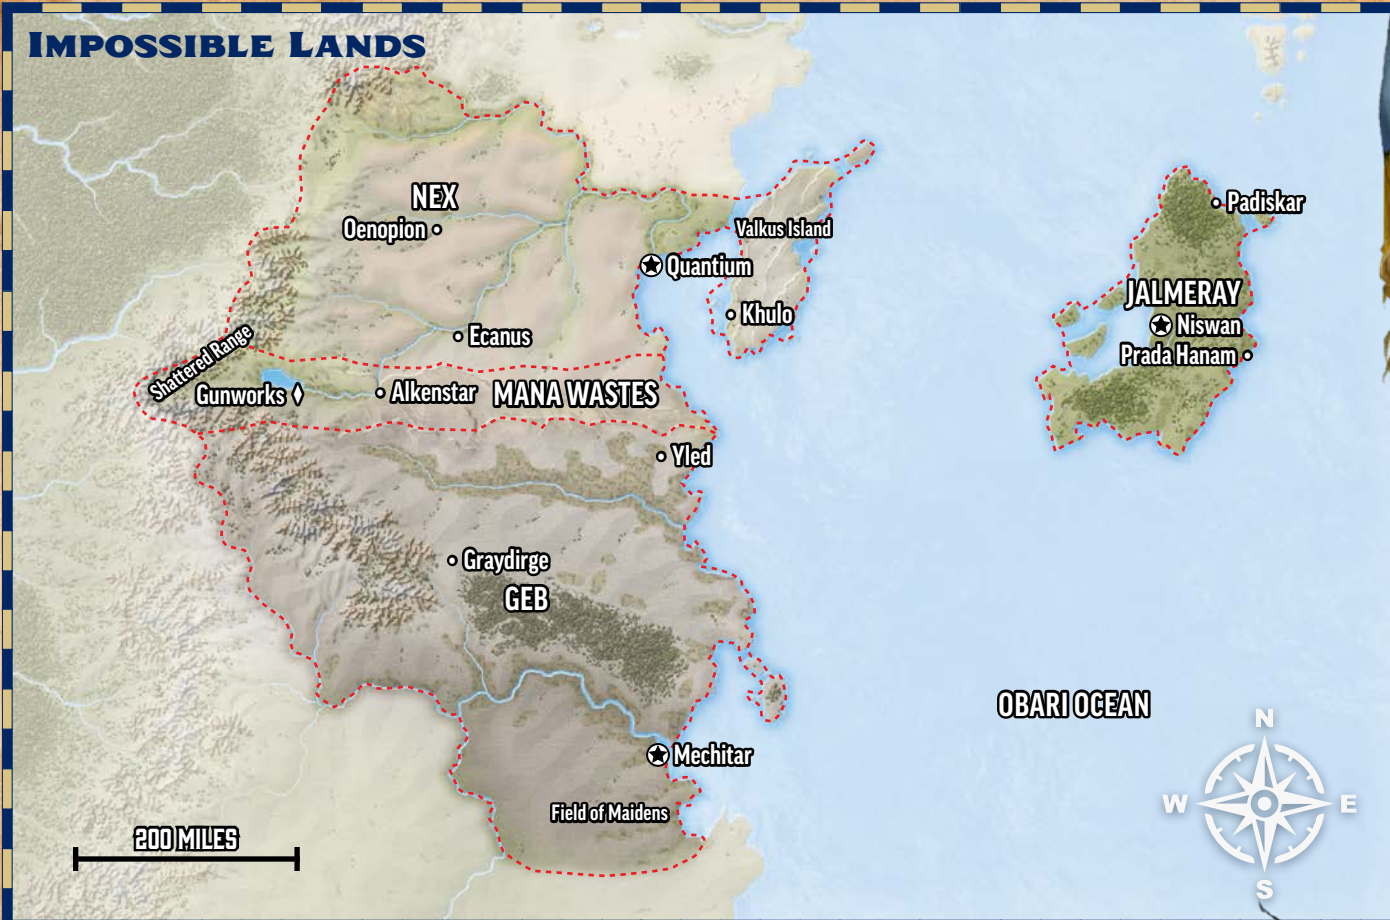 IMPOSSIBLE LANDS
NEX
Oenopion
Padiskar
Valkus Island
Quantium
JALMERAY
Khulo
Niswan
Ecanus
Prada Hanam
Shattered Range
Gunworks
Alkenstar
MANA WASTES
Yled
Graydirge
GEB
OBARI OCEAN
N
Mechitar
W
E
Field of Maidens
200 MILES
S